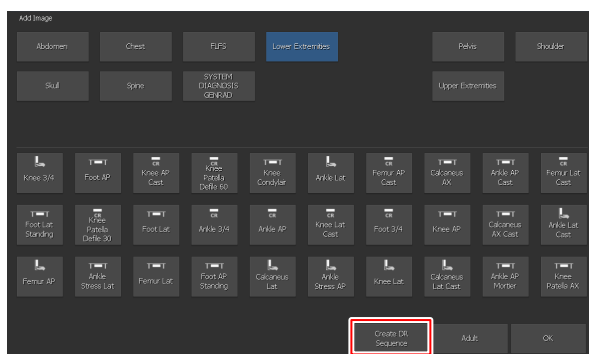 Add Image
Abdomen
Chest
FLFS
Lower Extremities
Pelvis
Shoulder
Skull
Spine
SYSTEM
DIAGNOSIS
GENRAD
Upper Extremities
Knee 3/4
Foot AP
CR
Knee AP
Cast
CR
Knee
Patella
Defile 60
Knee
Condylair
Ankle Lat
CR
Femur AP
Cast
Calcaneus
AX
Ankle AP
Cast
CR
Femur Lat
Cast
Foot Lat
Standing
CR
Knee
Patella
Defile 30
Foot Lat
CR
Ankle 3/4
CR
Ankle AP
CR
Knee Lat
Cast
CR
Foot 3/4
Knee AP
Calcaneus
AX Cast
Ankle Lat
Cast
Femur AP
Ankle
Stress Lat
Femur Lat
Foot AP
Standing
Calcaneus
Lat
Ankle
Stress AP
Knee Lat
Calcaneus
Lat Cast
Ankle AP
Mortier
Knee
Patella AX
Create DR
Sequence
Adult
OK